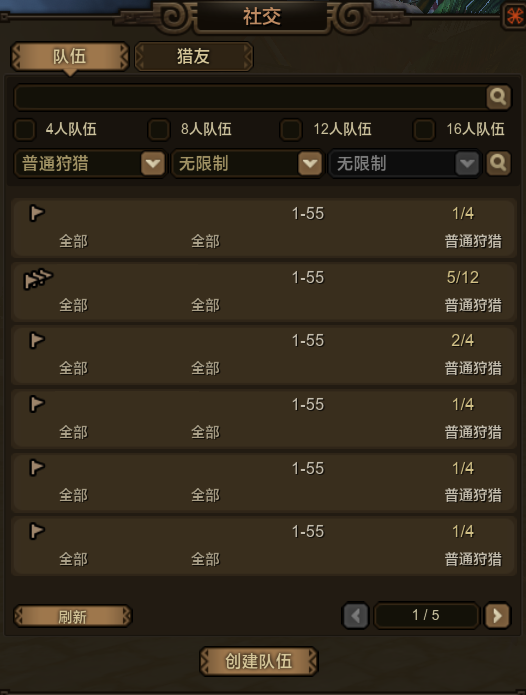 社交
队伍 猎友
4人队伍 8人队伍 12人队伍 16人队伍
普通狩猎 无限制 无限制
1-55 1/4
全部 全部 普通狩猎
1-55 5/12
全部 全部 普通狩猎
1-55 2/4
全部 全部 普通狩猎
1-55 1/4
全部 全部 普通狩猎
1-55 1/4
全部 全部 普通狩猎
1-55 1/4
全部 全部 普通狩猎
刷新 1 / 5
创建队伍